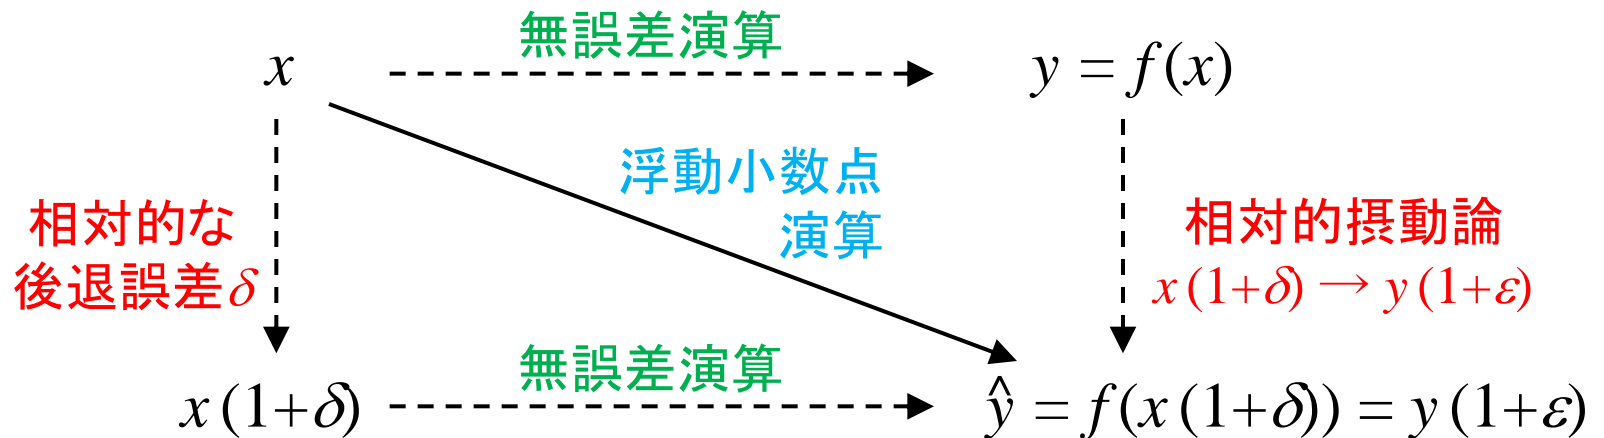 無誤差演算
x
y = f(x)
浮動小数点
演算
相対的な
後退誤差δ
相対的摂動論
x(1+δ) → y(1+ε)
無誤差演算
x(1+δ)
ŷ = f(x(1+δ)) = y(1+ε)